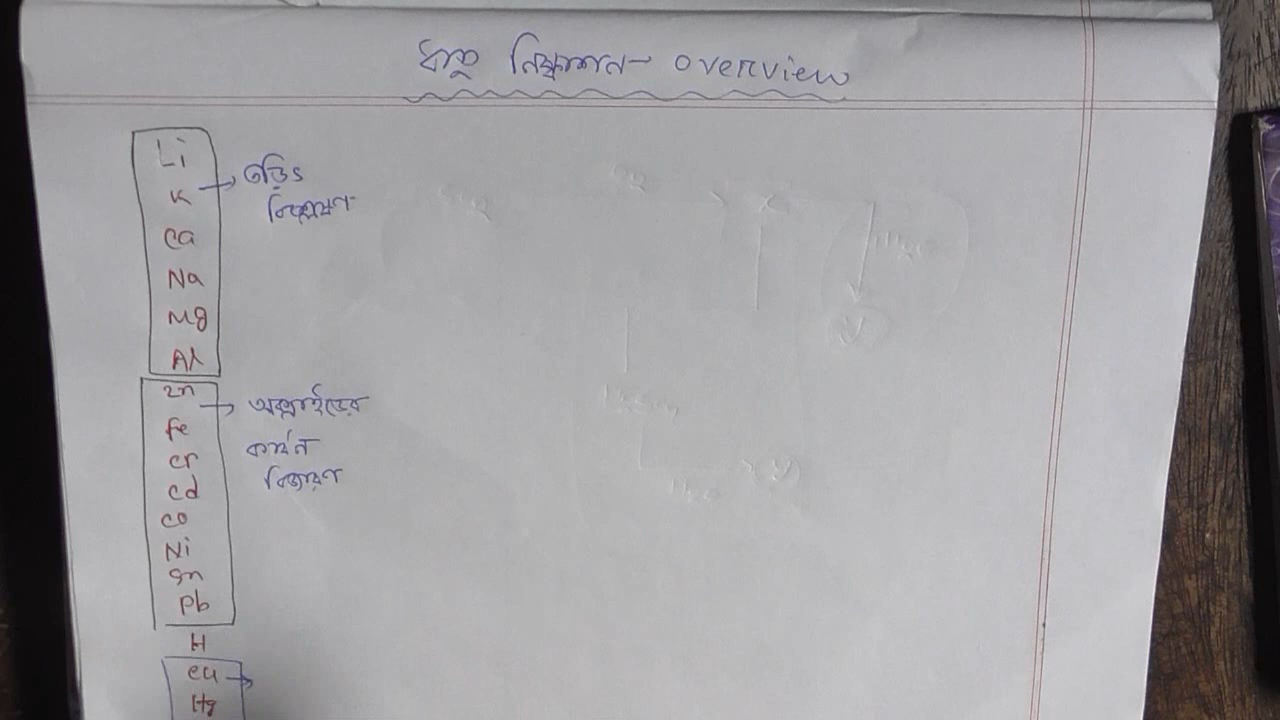 ধাতু নিষ্কাশন- overview
Li
K → তড়িৎ
বিশ্লেষণ
Ca
Na
Mg
Al
Zn → অক্সাইডের
Fe কার্বন
Cr বিজারণ
Cd
Co
Ni
Sn
Pb
H
Cu →
Hg